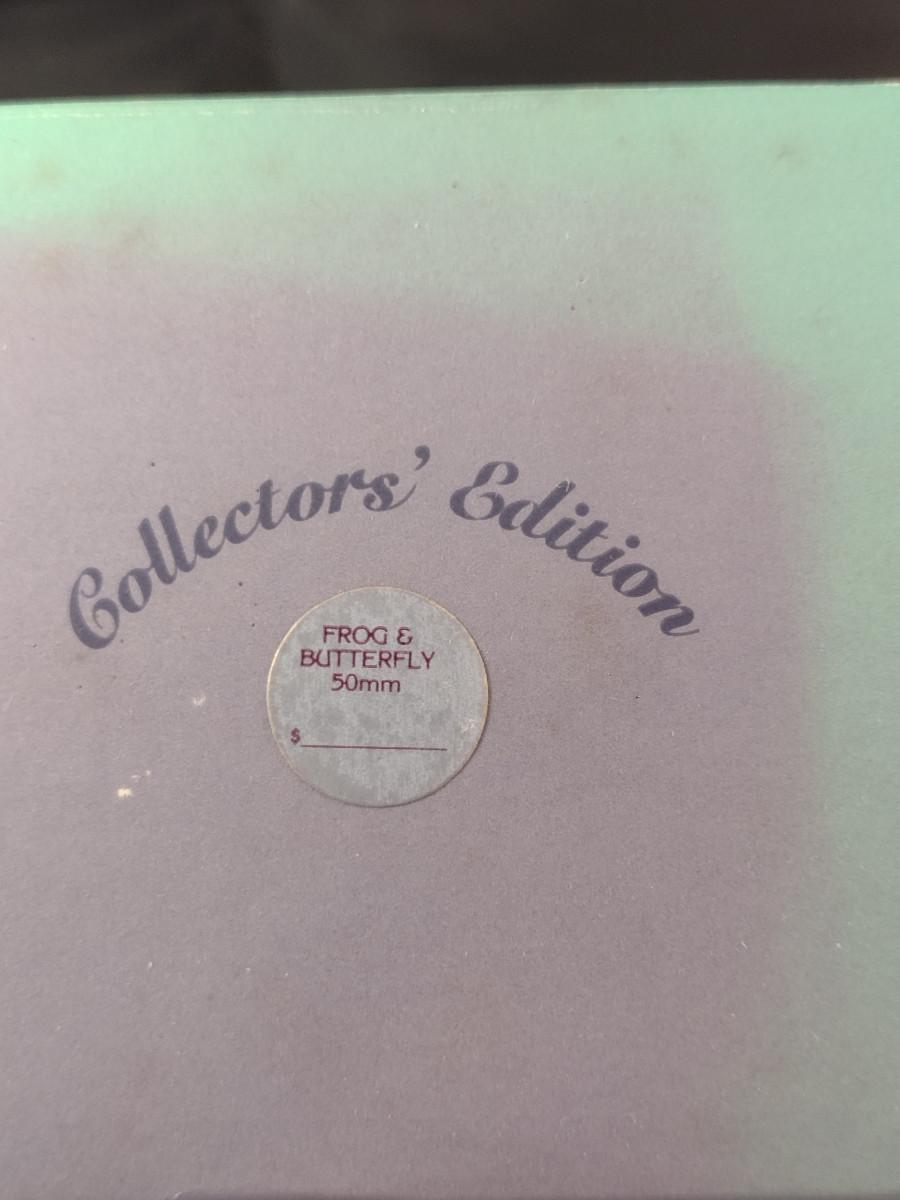 Collectors' Edition
FROG &
BUTTERFLY
50mm
$